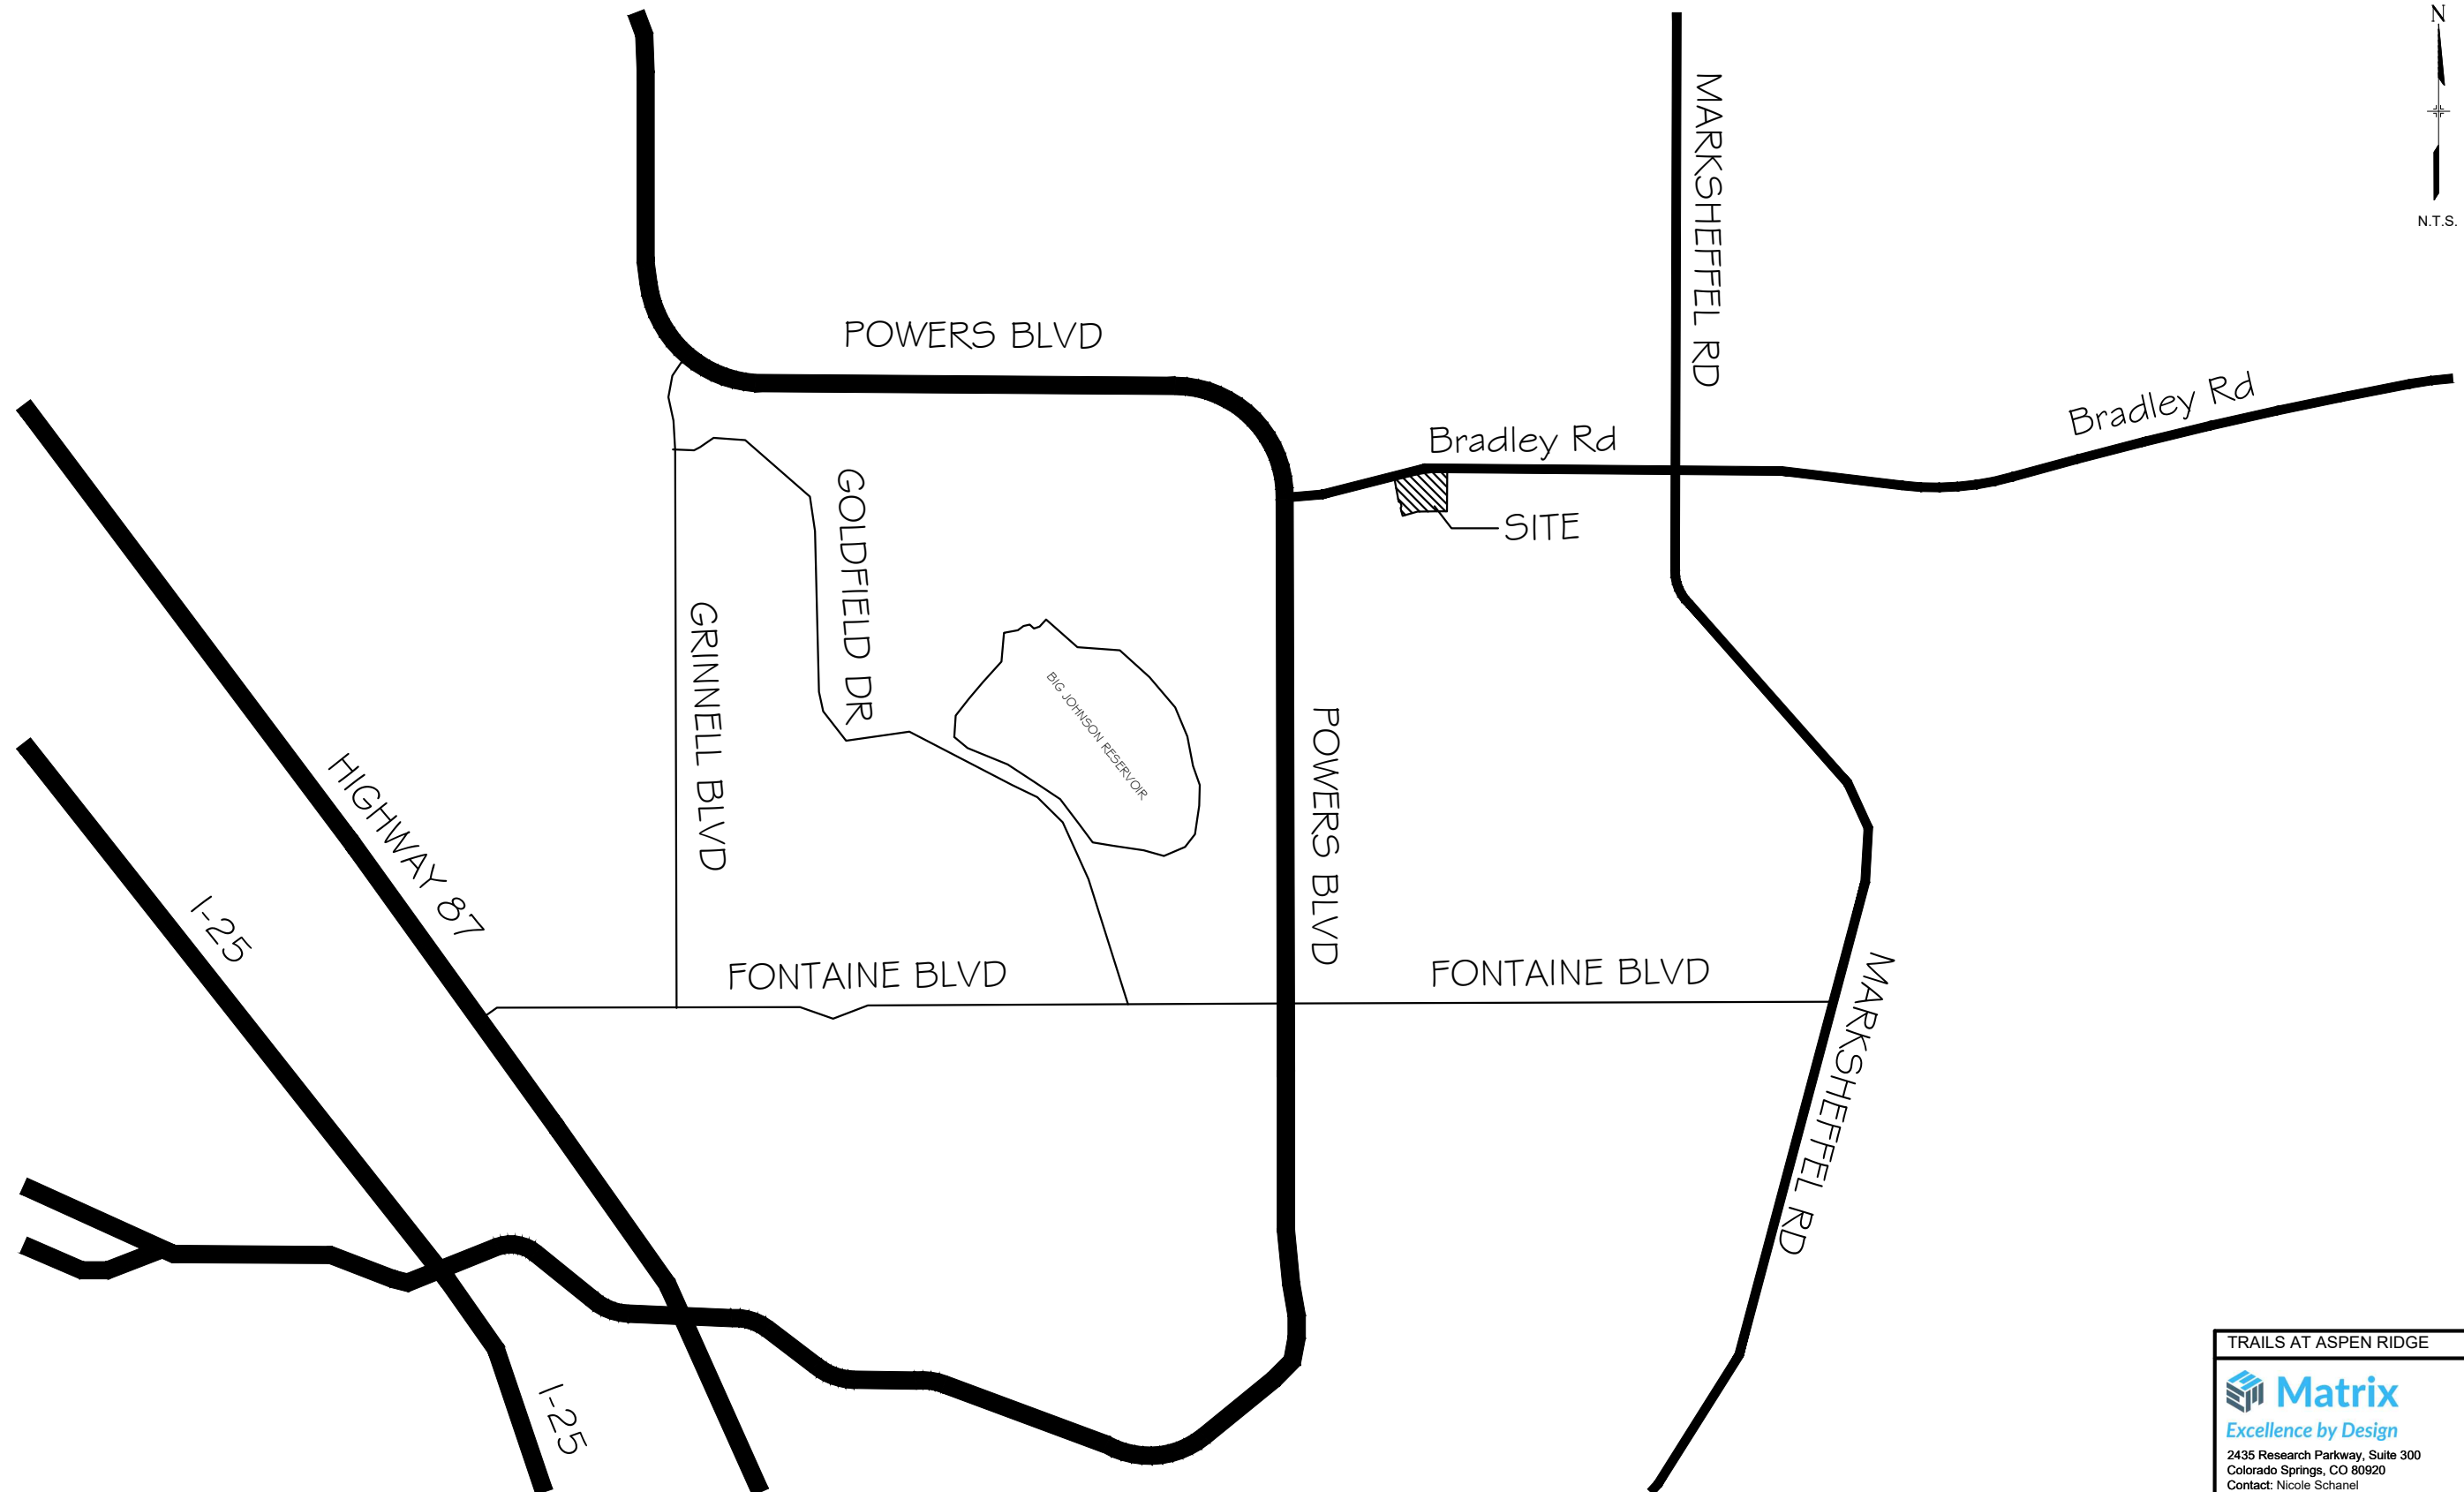 N
N.T.S.
MARKSHEFFEL RD
POWERS BLVD
Bradley Rd
Bradley Rd
SITE
GOLDFIELD DR
GRINNELL BLVD
BIG JOHNSON RESERVOIR
POWERS BLVD
HIGHWAY 87
I-25
FONTAINE BLVD
FONTAINE BLVD
MARKSHEFFEL RD
I-25
TRAILS AT ASPEN RIDGE
Matrix
Excellence by Design
2435 Research Parkway, Suite 300
Colorado Springs, CO 80920
Contact: Nicole Schanel